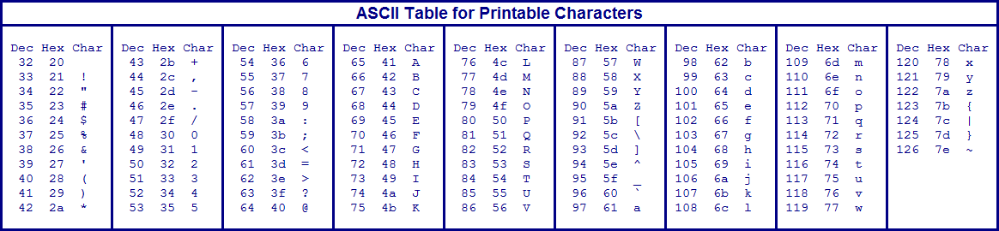 ASCII Table for Printable Characters
Dec Hex Char
32 20
33 21 !
34 22 "
35 23 #
36 24 $
37 25 %
38 26 &
39 27 '
40 28 (
41 29 )
42 2a *
Dec Hex Char
43 2b +
44 2c ,
45 2d -
46 2e .
47 2f /
48 30 0
49 31 1
50 32 2
51 33 3
52 34 4
53 35 5
Dec Hex Char
54 36 6
55 37 7
56 38 8
57 39 9
58 3a :
59 3b ;
60 3c <
61 3d =
62 3e >
63 3f ?
64 40 @
Dec Hex Char
65 41 A
66 42 B
67 43 C
68 44 D
69 45 E
70 46 F
71 47 G
72 48 H
73 49 I
74 4a J
75 4b K
Dec Hex Char
76 4c L
77 4d M
78 4e N
79 4f O
80 50 P
81 51 Q
82 52 R
83 53 S
84 54 T
85 55 U
86 56 V
Dec Hex Char
87 57 W
88 58 X
89 59 Y
90 5a Z
91 5b [
92 5c \
93 5d ]
94 5e ^
95 5f _
96 60 `
97 61 a
Dec Hex Char
98 62 b
99 63 c
100 64 d
101 65 e
102 66 f
103 67 g
104 68 h
105 69 i
106 6a j
107 6b k
108 6c l
Dec Hex Char
109 6d m
110 6e n
111 6f o
112 70 p
113 71 q
114 72 r
115 73 s
116 74 t
117 75 u
118 76 v
119 77 w
Dec Hex Char
120 78 x
121 79 y
122 7a z
123 7b {
124 7c |
125 7d }
126 7e ~